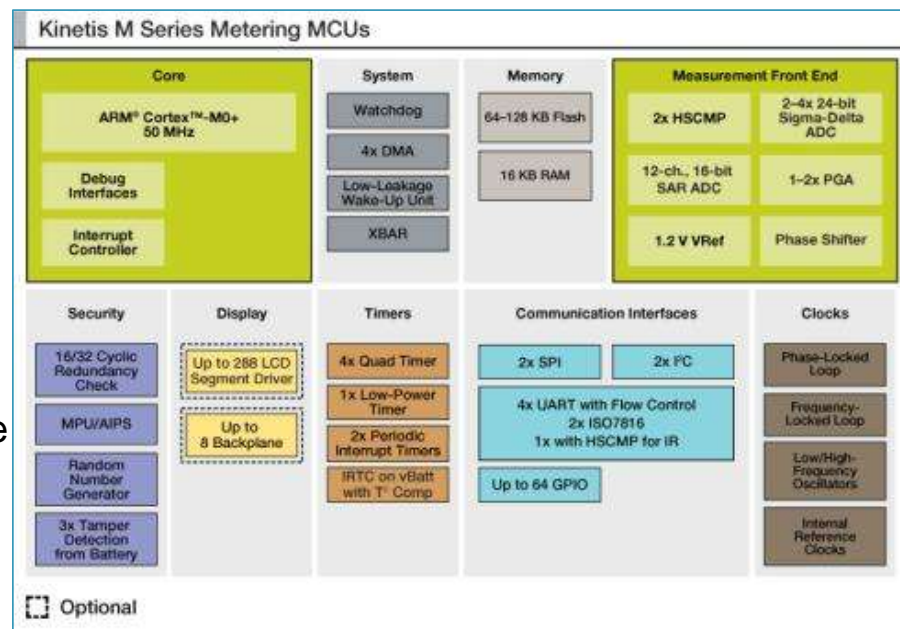 Kinetis M Series Metering MCUs
Core
ARM® Cortex™-M0+
50 MHz
Debug
Interfaces
Interrupt
Controller
System
Watchdog
4x DMA
Low-Leakage
Wake-Up Unit
XBAR
Memory
64–128 KB Flash
16 KB RAM
Measurement Front End
2x HSCMP
2–4x 24-bit
Sigma-Delta
ADC
12-ch., 16-bit
SAR ADC
1–2x PGA
1.2 V VRef
Phase Shifter
Security
16/32 Cyclic
Redundancy
Check
MPU/AIPS
Random
Number
Generator
3x Tamper
Detection
from Battery
Display
Up to 288 LCD
Segment Driver
Up to
8 Backplane
Timers
4x Quad Timer
1x Low-Power
Timer
2x Periodic
Interrupt Timers
IRTC on vBatt
with T° Comp
Communication Interfaces
2x SPI
2x I²C
4x UART with Flow Control
2x ISO7816
1x with HSCMP for IR
Up to 64 GPIO
Clocks
Phase-Locked
Loop
Frequency-
Locked Loop
Low/High-
Frequency
Oscillators
Internal
Reference
Clocks
e
Optional